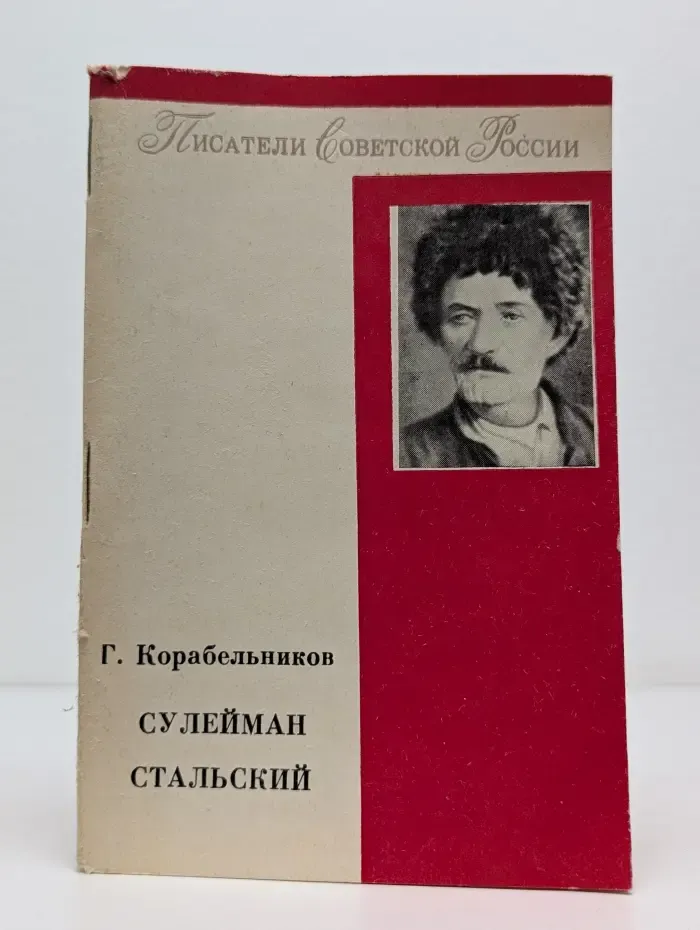 Писатели Советской России
Г. Корабельников
СУЛЕЙМАН
СТАЛЬСКИЙ